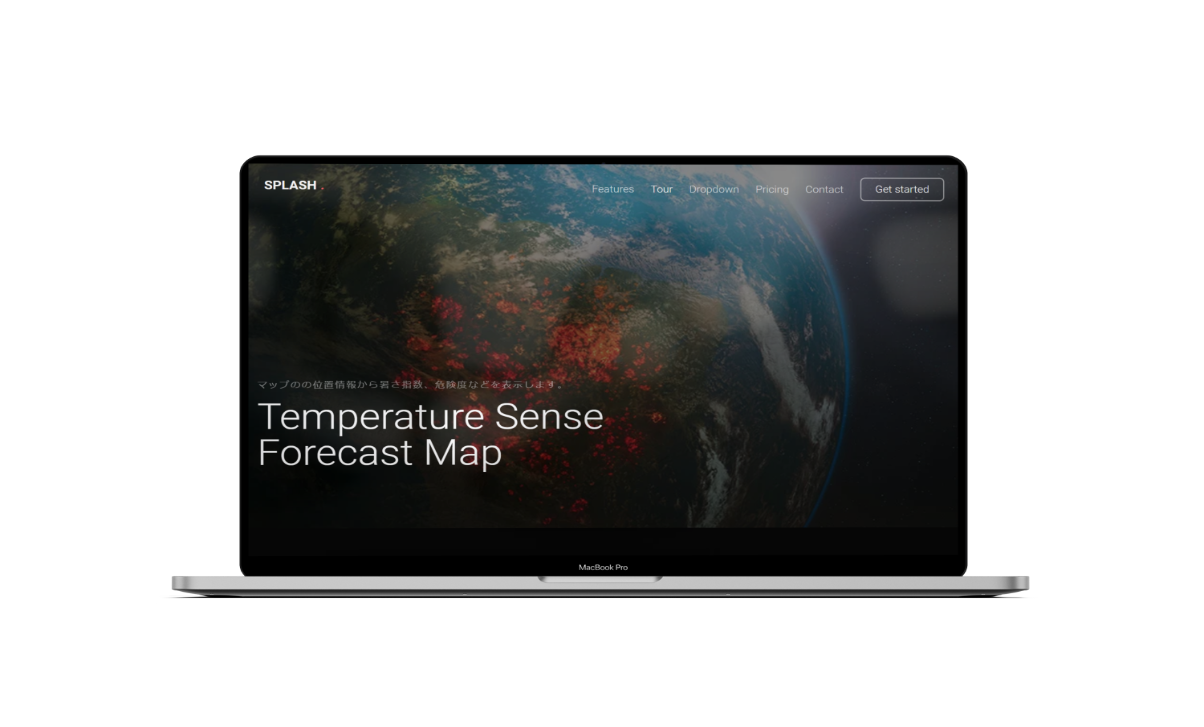 SPLASH .
Features Tour Dropdown Pricing Contact Get started
マップのの位置情報から暑さ指数、危険度などを表示します。
Temperature Sense
Forecast Map
MacBook Pro